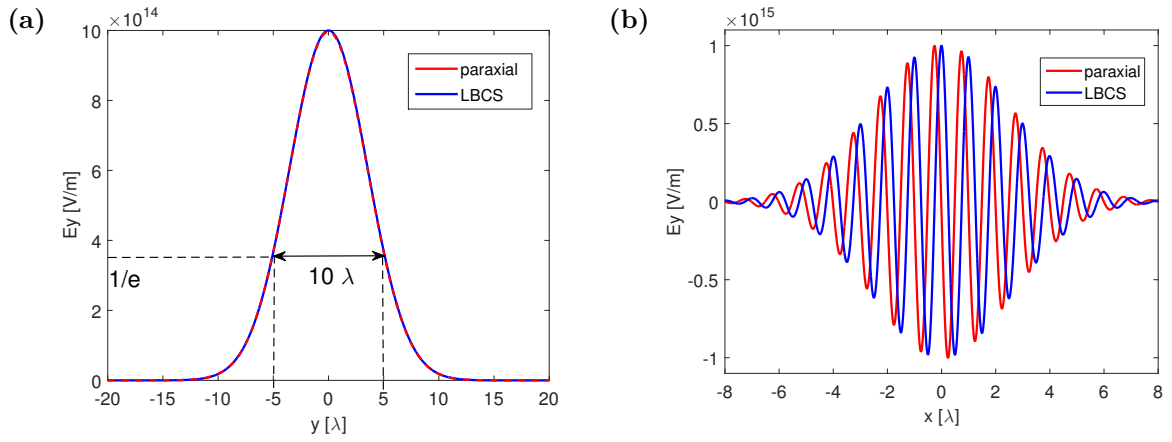 (a)
×10^14
10
8
6
4
2
0
Ey [V/m]
1/e
10 λ
paraxial
LBCS
-20
-15
-10
-5
0
5
10
15
20
y [λ]
(b)
×10^15
1
0.5
0
-0.5
-1
Ey [V/m]
paraxial
LBCS
-8
-6
-4
-2
0
2
4
6
8
x [λ]